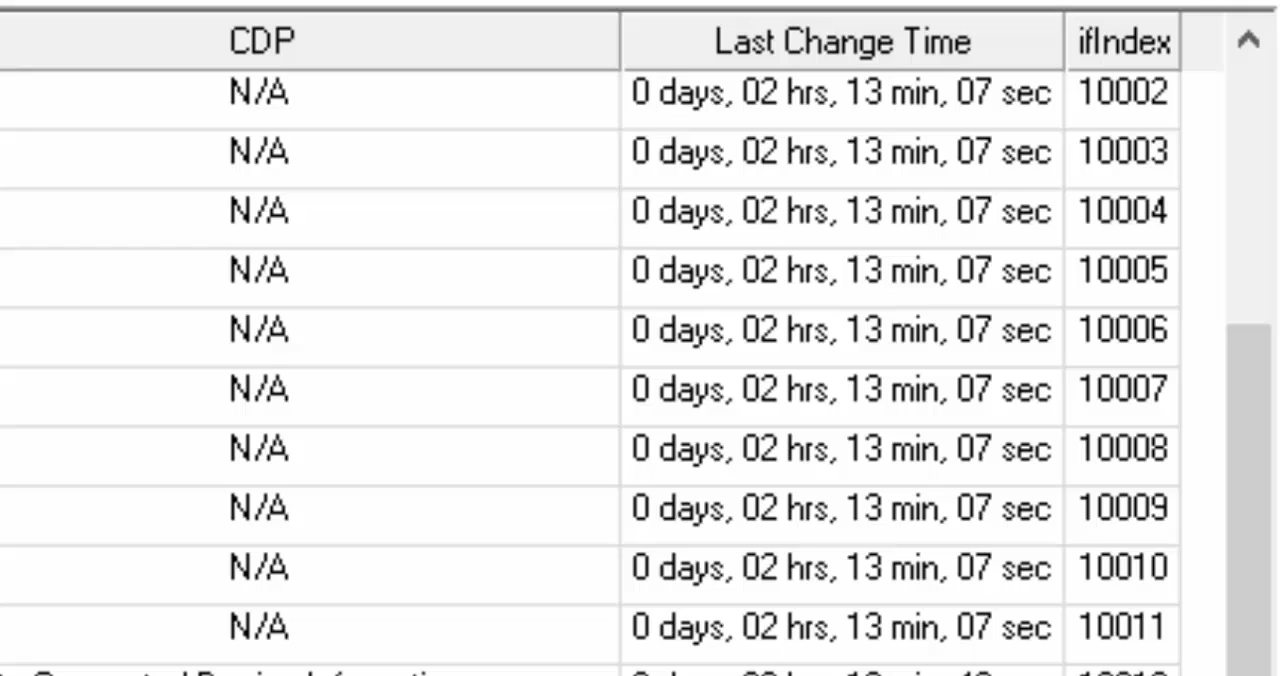 CDP Last Change Time ifIndex
N/A 0 days, 02 hrs, 13 min, 07 sec 10002
N/A 0 days, 02 hrs, 13 min, 07 sec 10003
N/A 0 days, 02 hrs, 13 min, 07 sec 10004
N/A 0 days, 02 hrs, 13 min, 07 sec 10005
N/A 0 days, 02 hrs, 13 min, 07 sec 10006
N/A 0 days, 02 hrs, 13 min, 07 sec 10007
N/A 0 days, 02 hrs, 13 min, 07 sec 10008
N/A 0 days, 02 hrs, 13 min, 07 sec 10009
N/A 0 days, 02 hrs, 13 min, 07 sec 10010
N/A 0 days, 02 hrs, 13 min, 07 sec 10011